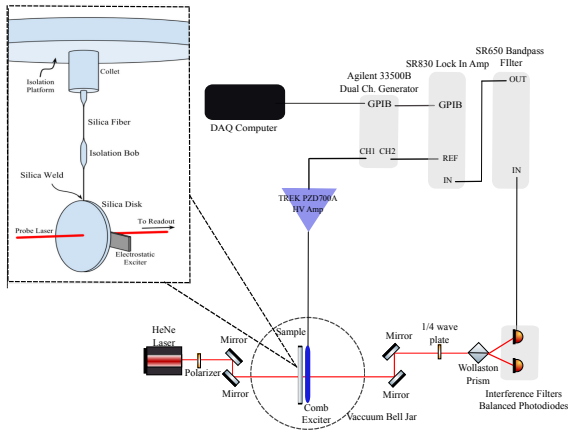 Isolation
Platform
Collet
Silica Fiber
Isolation Bob
Silica Weld
Silica Disk
To Readout
Probe Laser
Electrostatic
Exciter
SR650 Bandpass
FIlter
SR830 Lock In Amp
Agilent 33500B
Dual Ch. Generator
OUT
GPIB
GPIB
DAQ Computer
CH1 CH2
REF
IN
IN
TREK PZD700A
HV Amp
HeNe
Laser
Polarizer
Mirror
Mirror
Sample
Comb
Exciter
Vaccuum Bell Jar
Mirror
Mirror
1/4 wave
plate
Wollaston
Prism
Interference Filters
Balanced Photodiodes